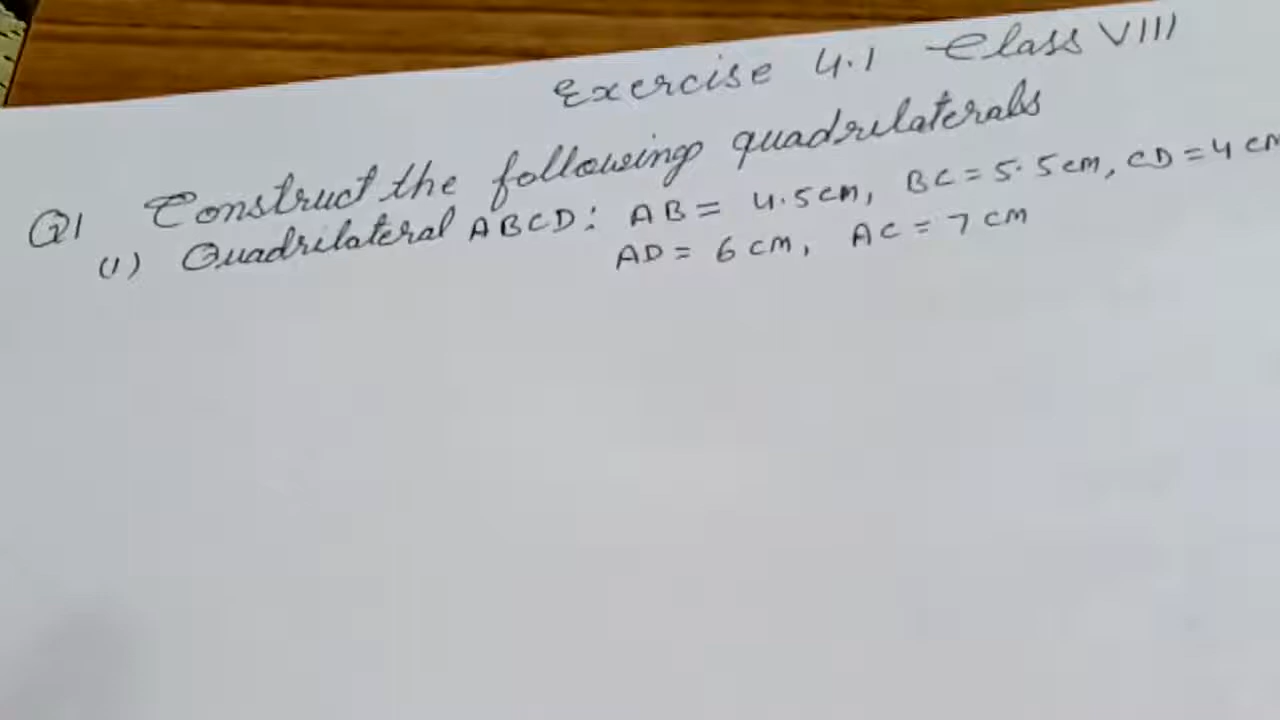 Exercise 4.1 Class VIII
Q1 Construct the following quadrilaterals
(1) Quadrilateral ABCD: AB = 4.5cm, BC = 5.5cm, CD = 4 cm
AD = 6 cm, AC = 7 cm